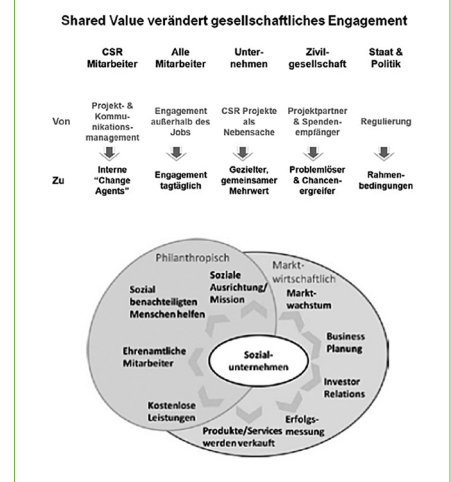 Shared Value verändert gesellschaftliches Engagement
CSR
Mitarbeiter
Alle
Mitarbeiter
Unter-
nehmen
Zivil-
gesellschaft
Staat &
Politik
Von
Projekt- &
Kommu-
nikations-
management
Engagement
außerhalb des
Jobs
CSR Projekte
als
Nebensache
Projektpartner
& Spenden-
empfänger
Regulierung
Zu
Interne
"Change
Agents"
Engagement
tagtäglich
Gezielter,
gemeinsamer
Mehrwert
Problemlöser
& Chancen-
ergreifer
Rahmen-
bedingungen
Philanthropisch
Markt-
wirtschaftlich
Soziale
Ausrichtung/
Mission
Sozial
benachteiligten
Menschen helfen
Markt-
wachstum
Ehrenamtliche
Mitarbeiter
Sozial-
unternehmen
Business
Planung
Investor
Relations
Kostenlose
Leistungen
Erfolgs-
messung
Produkte/Services
werden verkauft